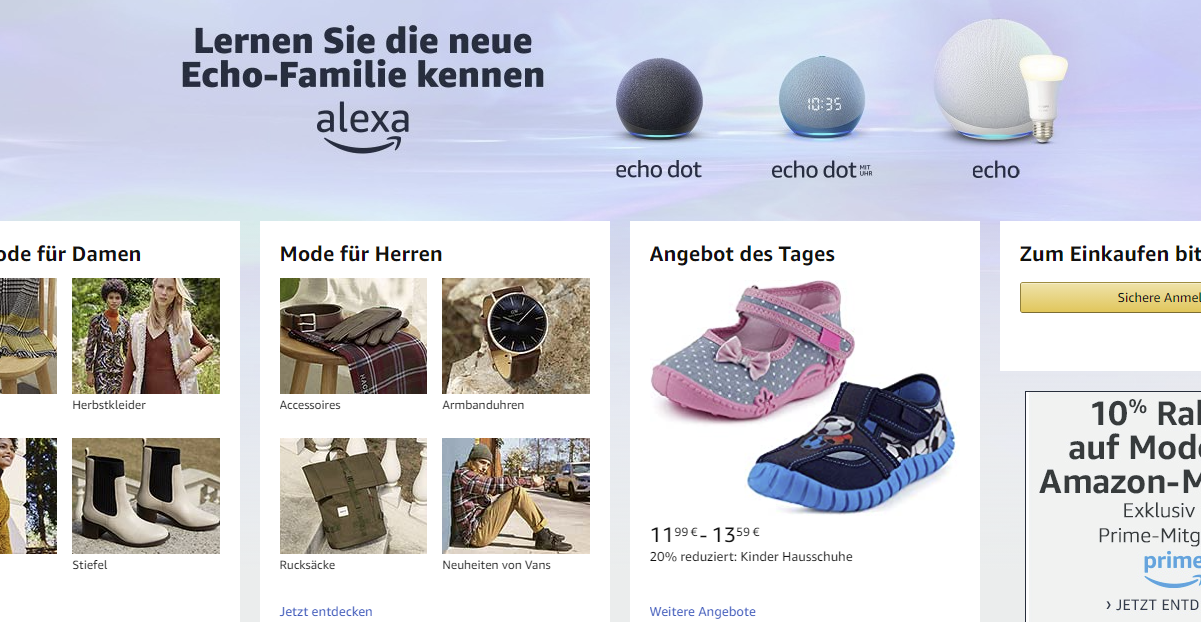 Lernen Sie die neue
Echo-Familie kennen
alexa
10:35
echo dot
echo dot MIT UHR
echo
ode für Damen
Herbstkleider
Stiefel
Mode für Herren
Accessoires
Armbanduhren
Rucksäcke
Neuheiten von Vans
Jetzt entdecken
Angebot des Tages
11 99 € - 13 59 €
20% reduziert: Kinder Hausschuhe
Weitere Angebote
Zum Einkaufen bit
Sichere Anmel
10% Ral
auf Mode
Amazon-M
Exklusiv
Prime-Mitg
prime
› JETZT ENTD